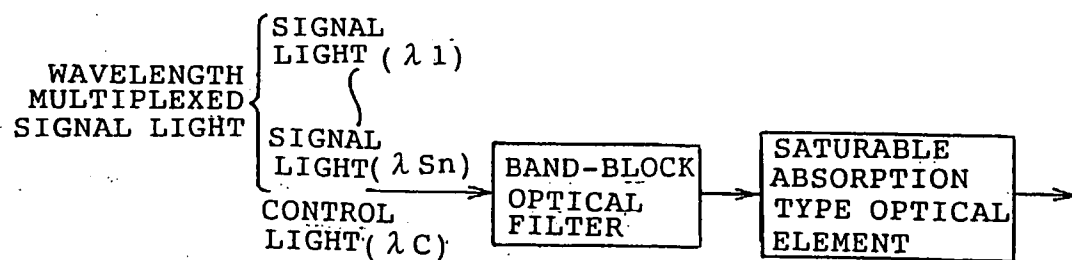 WAVELENGTH
MULTIPLEXED
SIGNAL LIGHT
SIGNAL
LIGHT (λ1)
SIGNAL
LIGHT(λSn)
CONTROL
LIGHT(λC)
BAND-BLOCK
OPTICAL
FILTER
SATURABLE
ABSORPTION
TYPE OPTICAL
ELEMENT